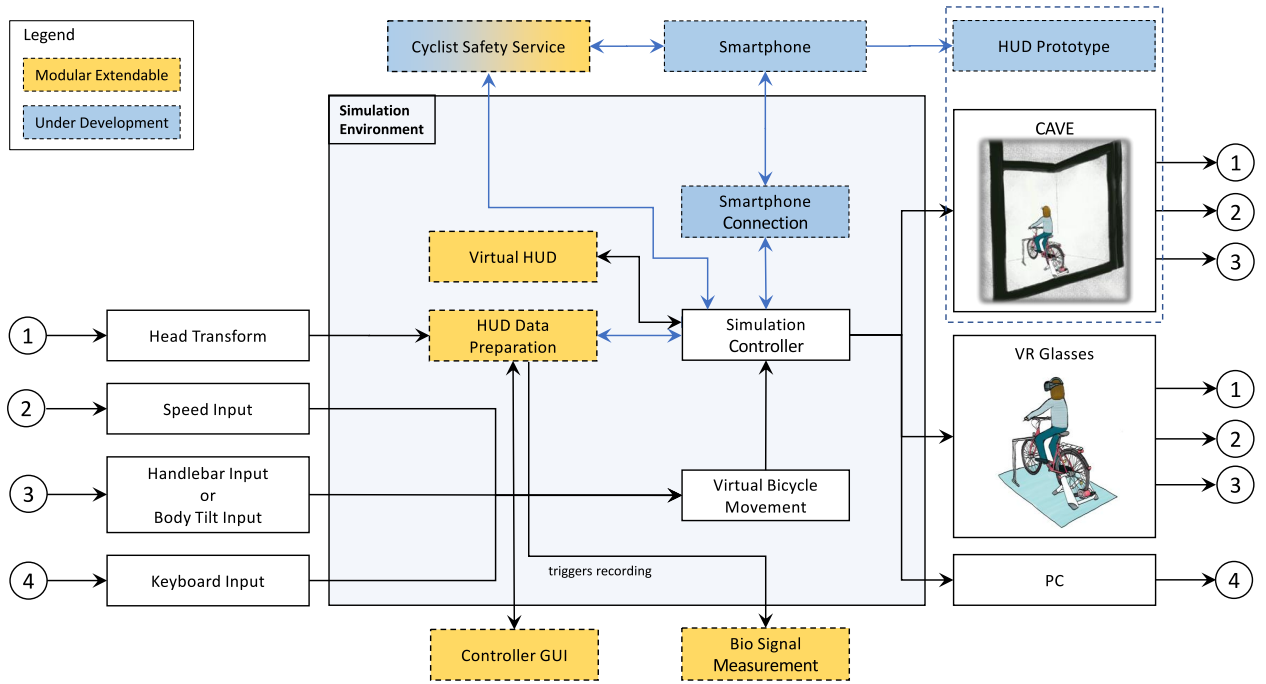 Legend
Modular Extendable
Under Development
Cyclist Safety Service
Smartphone
HUD Prototype
Simulation
Environment
CAVE
1
2
3
Smartphone
Connection
Virtual HUD
1
Head Transform
HUD Data
Preparation
Simulation
Controller
VR Glasses
1
2
3
2
Speed Input
3
Handlebar Input
or
Body Tilt Input
Virtual Bicycle
Movement
4
Keyboard Input
triggers recording
PC
4
Controller GUI
Bio Signal
Measurement